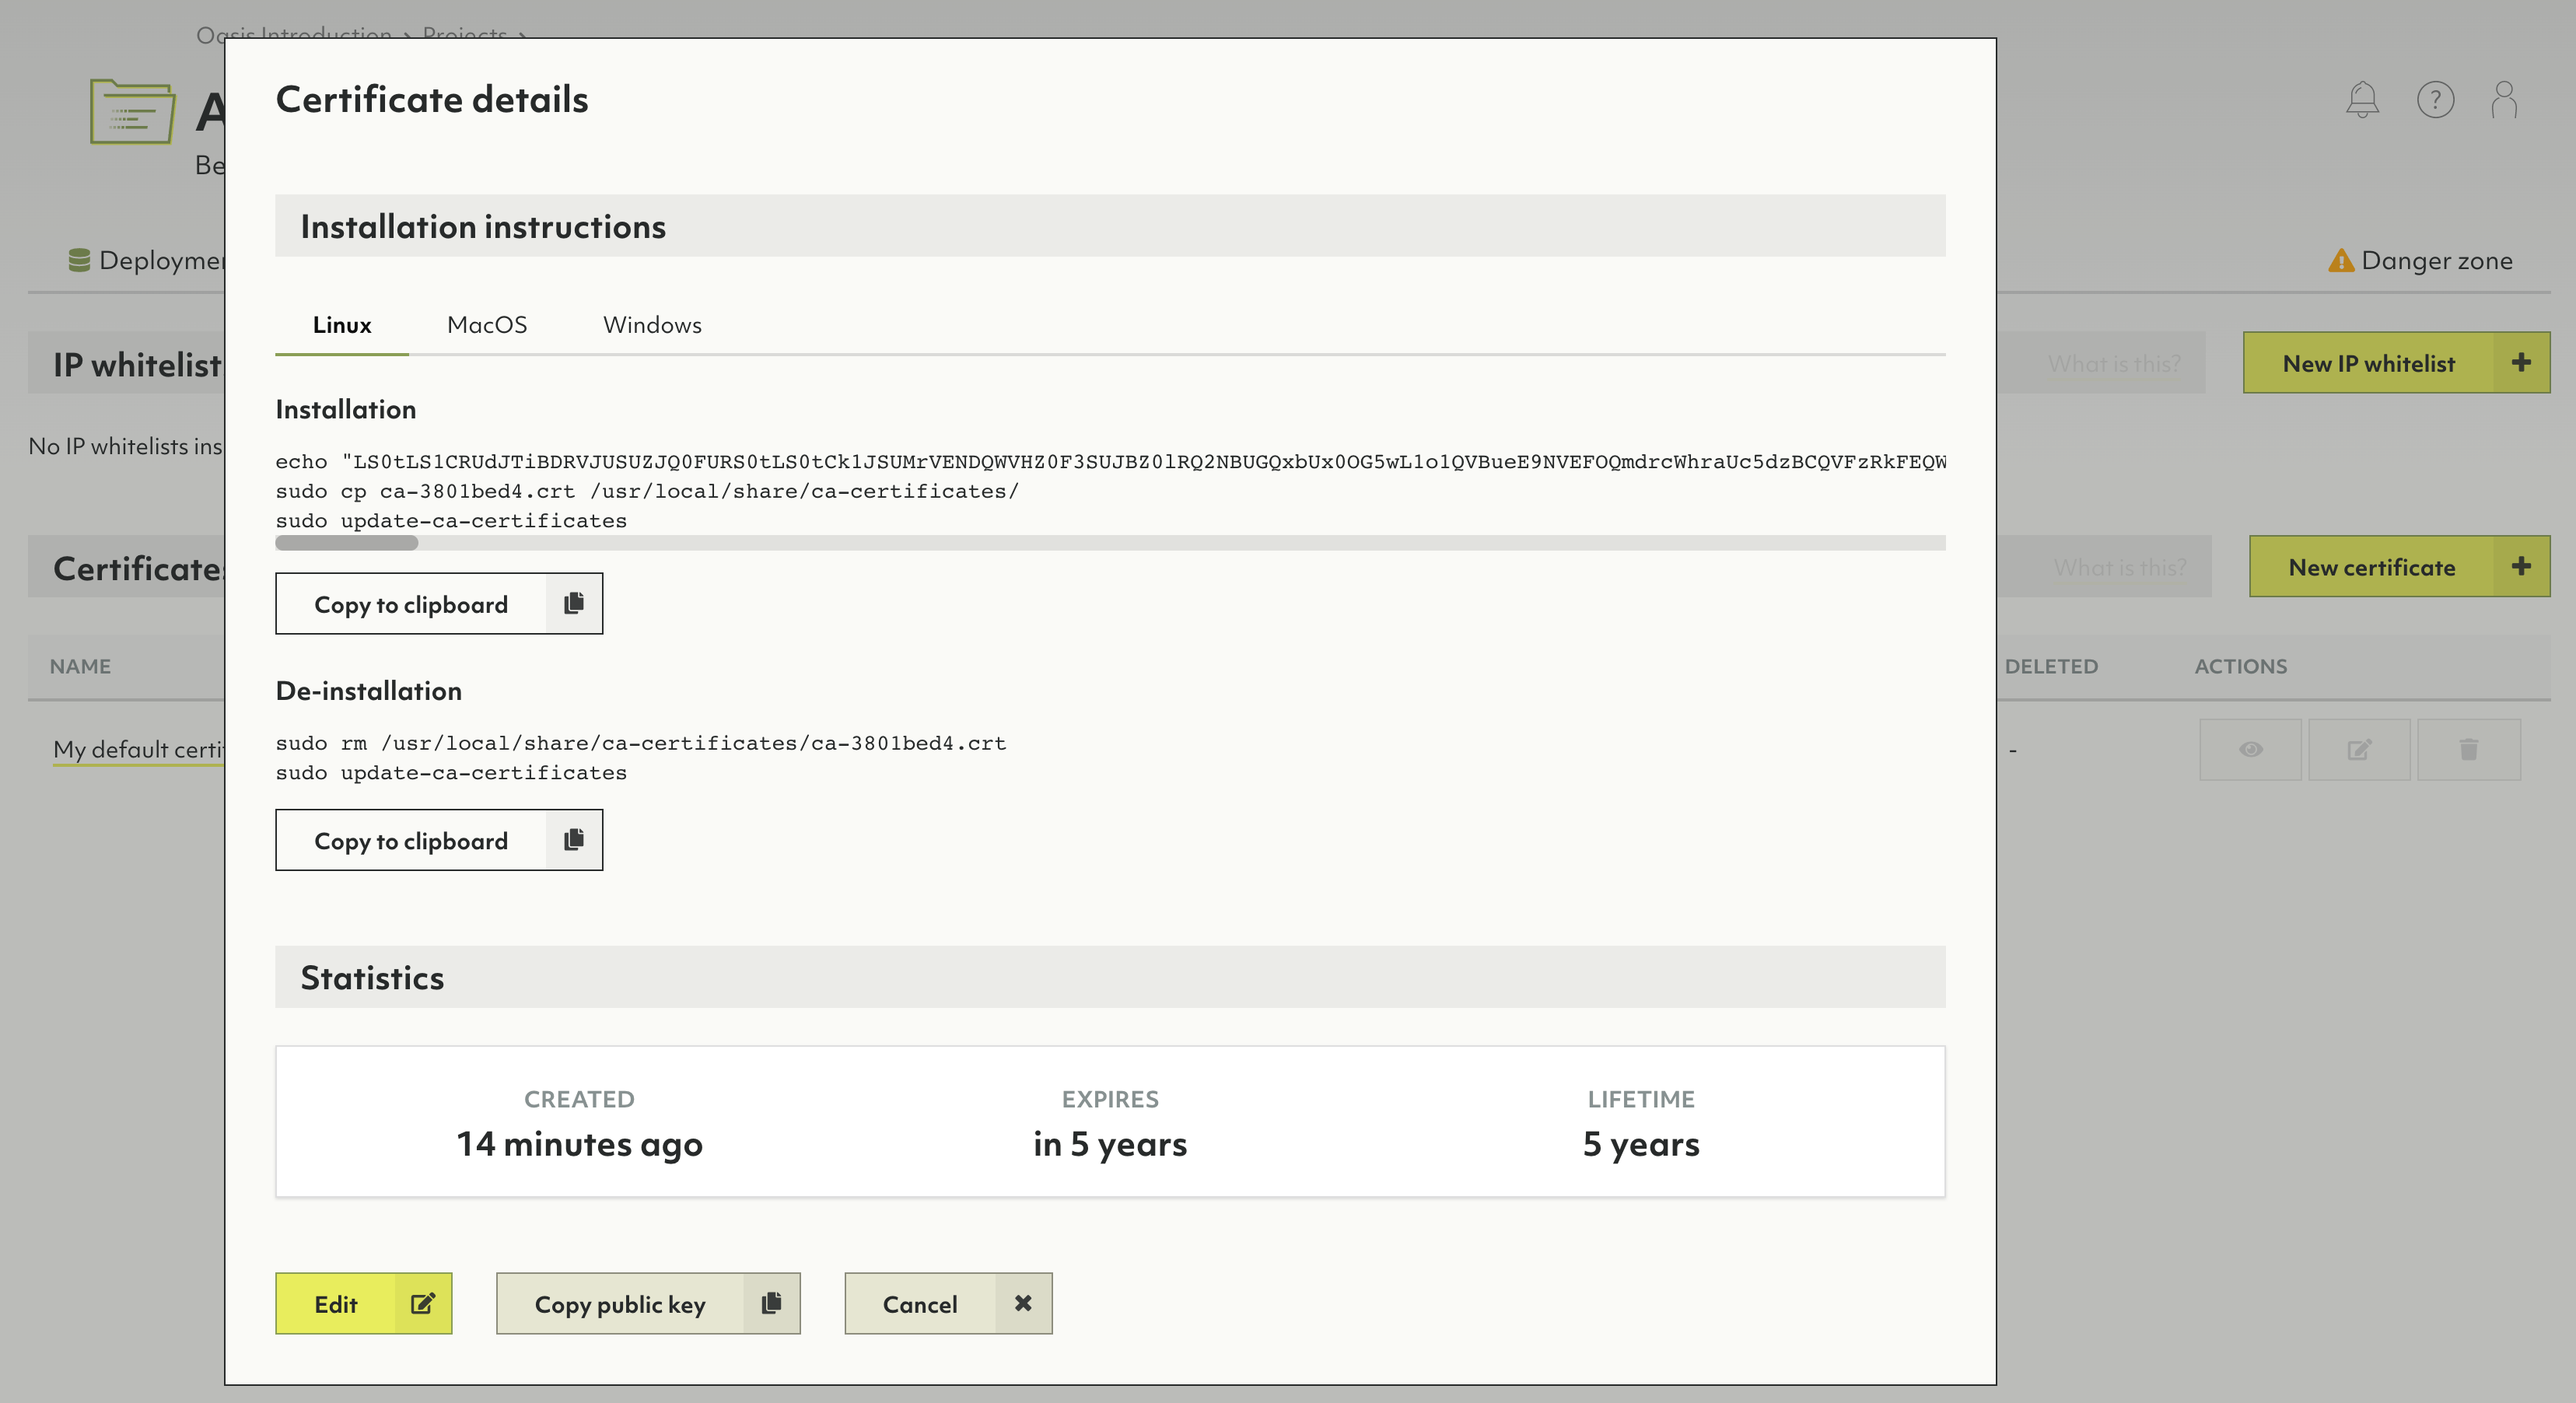 Oasis Introduction > Projects >
Certificate details
A
Be
Installation instructions
Deploymen
Danger zone
Linux MacOS Windows
IP whitelist
What is this?
New IP whitelist
Installation
No IP whitelists ins
echo "LS0tLS1CRUdJTiBDRVJUSUZJQ0FURS0tLS0tCk1JSUMrVENDQWVHZ0F3SUJBZ0lRQ2NBUGQxbUx0OG5wL1o1QVBueE9NVEFOQmdrcWhraUc5dzBCQVFzRkFEQW
sudo cp ca-3801bed4.crt /usr/local/share/ca-certificates/
sudo update-ca-certificates
Certificates
What is this?
New certificate
Copy to clipboard
NAME
DELETED ACTIONS
De-installation
My default certi
sudo rm /usr/local/share/ca-certificates/ca-3801bed4.crt
-
sudo update-ca-certificates
Copy to clipboard
Statistics
CREATED EXPIRES LIFETIME
14 minutes ago in 5 years 5 years
Edit Copy public key Cancel